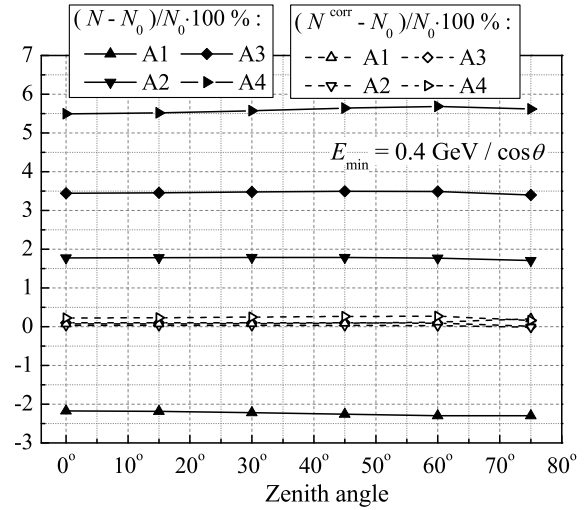 (N - N₀)/N₀·100 % :
A1 A3
A2 A4
(N^corr - N₀)/N₀·100 % :
A1 A3
A2 A4
E_min = 0.4 GeV / cosθ
7
6
5
4
3
2
1
0
-1
-2
-3
0° 10° 20° 30° 40° 50° 60° 70° 80°
Zenith angle